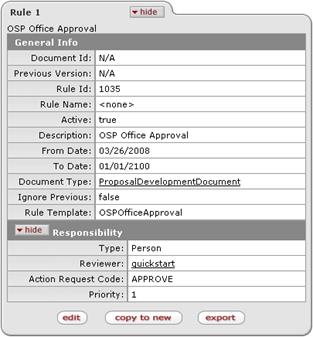 Rule 1 hide
OSP Office Approval
General Info
Document Id: N/A
Previous Version: N/A
Rule Id: 1035
Rule Name: <none>
Active: true
Description: OSP Office Approval
From Date: 03/26/2008
To Date: 01/01/2100
Document Type: ProposalDevelopmentDocument
Ignore Previous: false
Rule Template: OSPOfficeApproval
hide Responsibility
Type: Person
Reviewer: quickstart
Action Request Code: APPROVE
Priority: 1
edit copy to new export